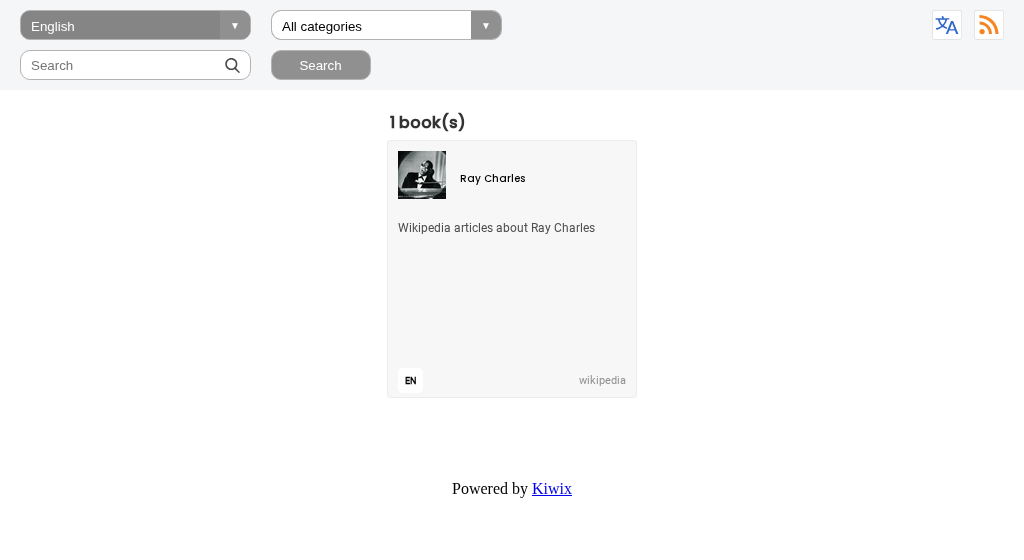 English
▼
All categories
▼
Search
Search
1 book(s)
Ray Charles
Wikipedia articles about Ray Charles
EN
wikipedia
Powered by Kiwix